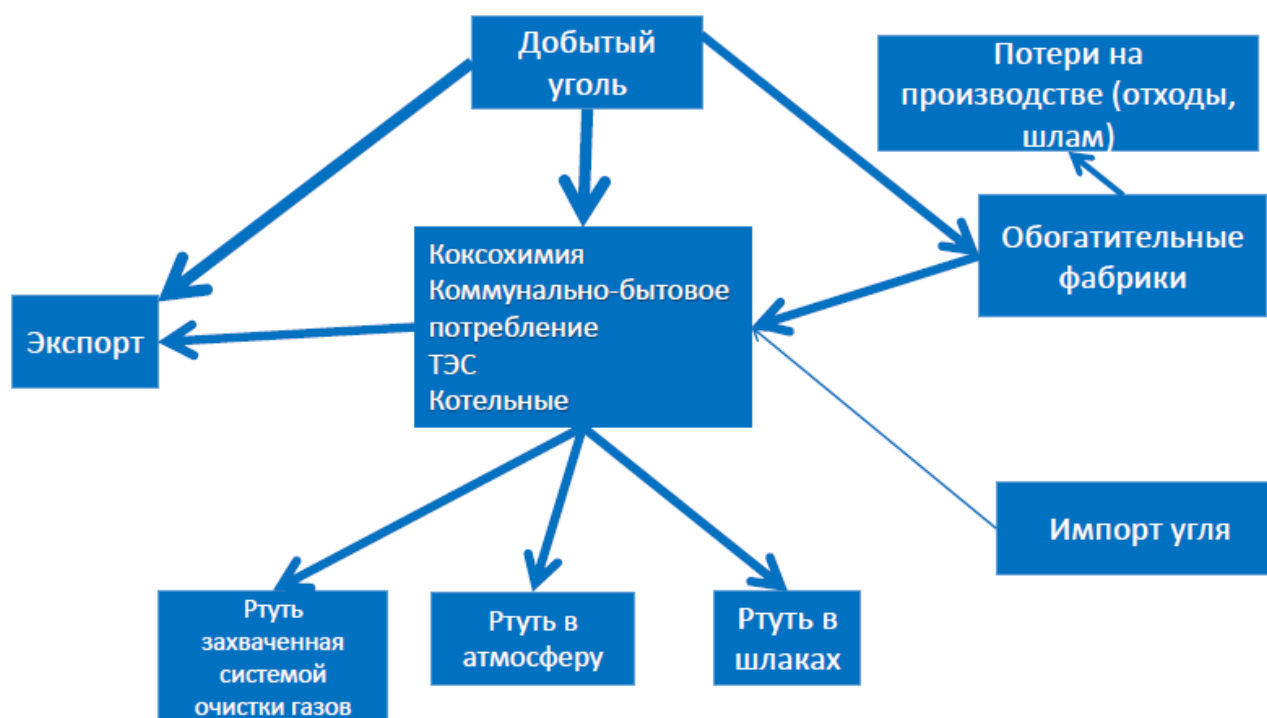 Добытый
уголь
Потери на
производстве (отходы,
шлам)
Обогатительные
фабрики
Коксохимия
Коммунально-бытовое
потребление
ТЭС
Котельные
Экспорт
Импорт угля
Ртуть
захваченная
системой
очистки газов
Ртуть в
атмосферу
Ртуть в
шлаках